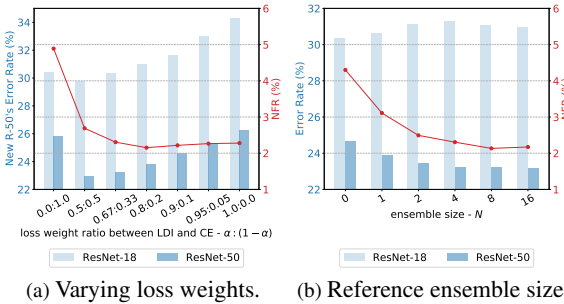 34
32
30
28
26
24
22
New R-50's Error Rate (%)
6
5
4
3
2
1
NFR (%)
0.0:1.0
0.5:0.5
0.67:0.33
0.8:0.2
0.9:0.1
0.95:0.05
1.0:0.0
loss weight ratio between LDI and CE - α : (1 − α)
ResNet-18 ResNet-50
(a) Varying loss weights.
32
30
28
26
24
22
Error Rate (%)
6
5
4
3
2
1
NFR (%)
0 1 2 4 8 16
ensemble size - N
ResNet-18 ResNet-50
(b) Reference ensemble size